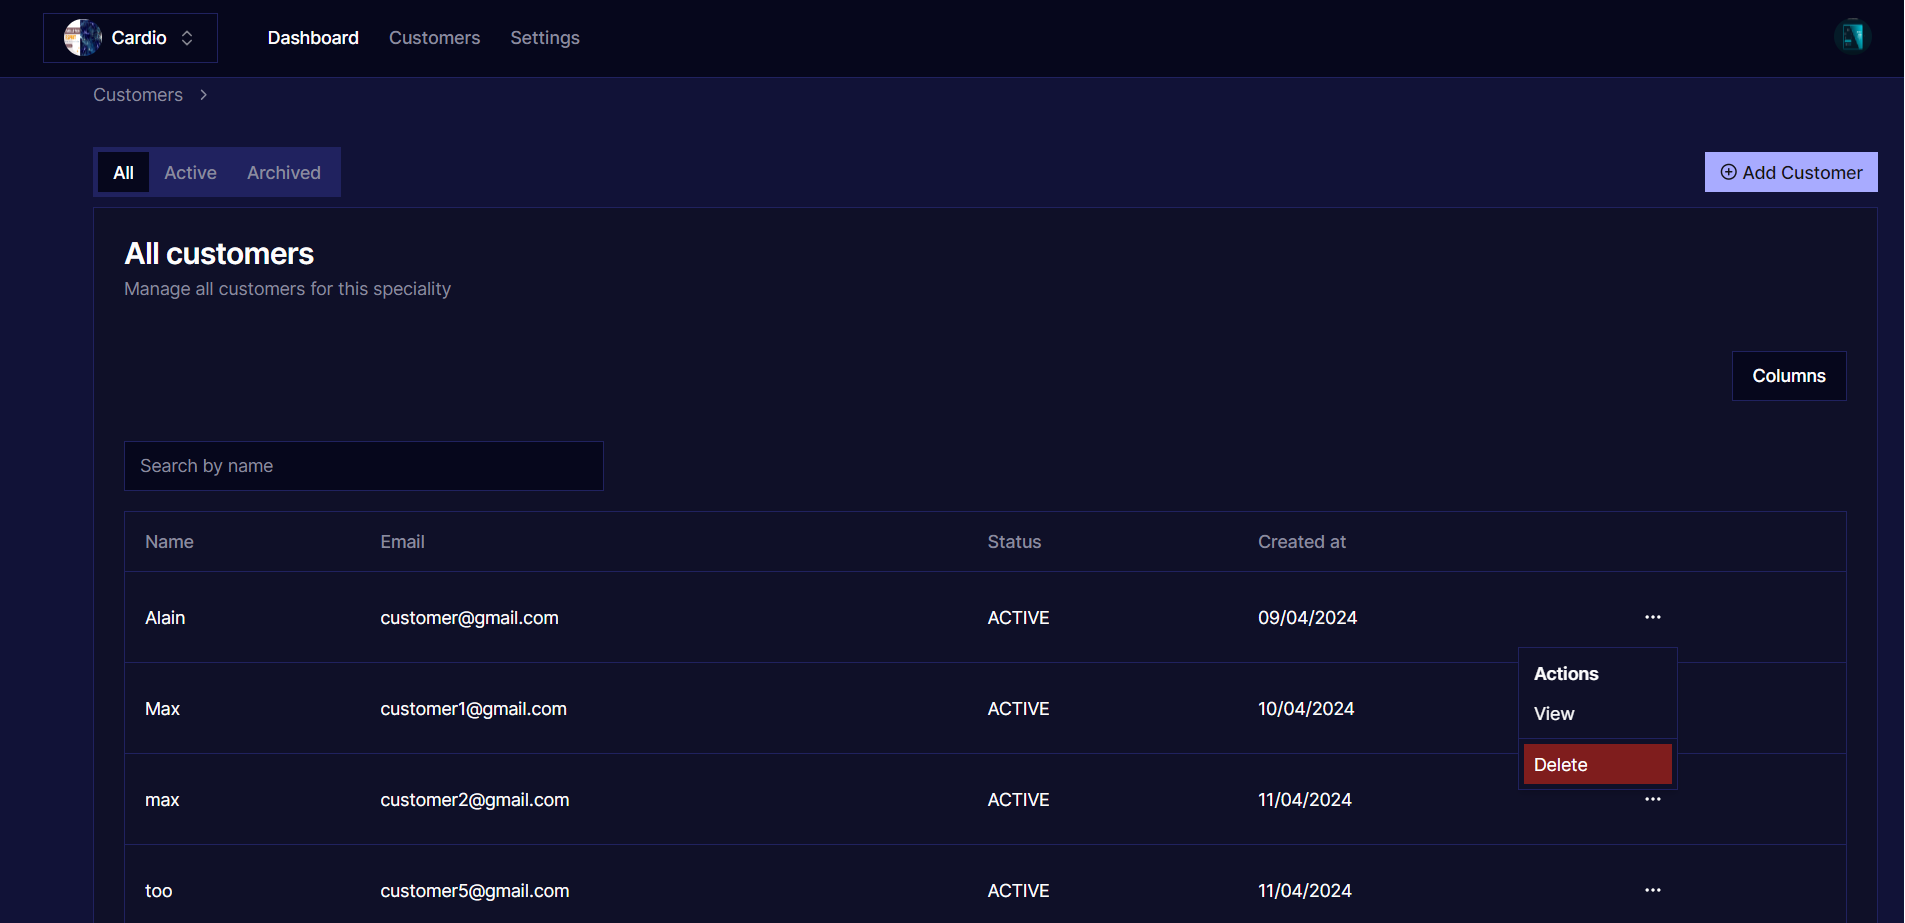 Cardio Dashboard Customers Settings
Customers
All Active Archived
Add Customer
All customers
Manage all customers for this speciality
Columns
Search by name
Name Email Status Created at
Alain customer@gmail.com ACTIVE 09/04/2024
Actions
View
Delete
Max customer1@gmail.com ACTIVE 10/04/2024
max customer2@gmail.com ACTIVE 11/04/2024
too customer5@gmail.com ACTIVE 11/04/2024